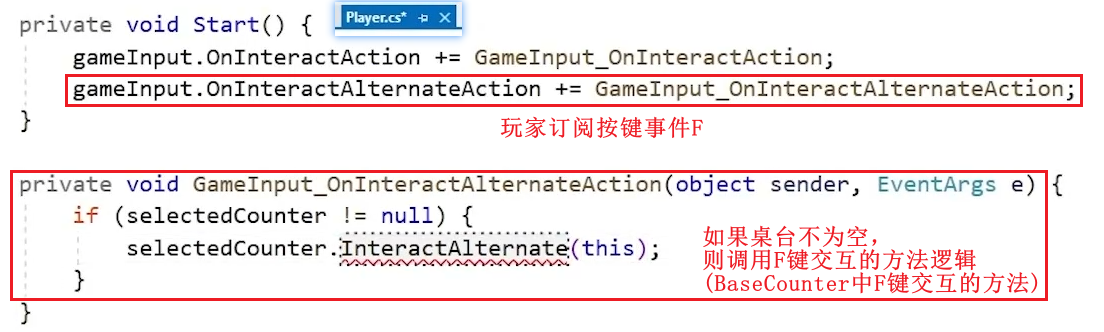 private void Start() {
Player.cs*
gameInput.OnInteractAction += GameInput_OnInteractAction;
gameInput.OnInteractAlternateAction += GameInput_OnInteractAlternateAction;
}
玩家订阅按键事件F
private void GameInput_OnInteractAlternateAction(object sender, EventArgs e) {
if (selectedCounter != null) {
selectedCounter.InteractAlternate(this);
}
}
如果桌台不为空，
则调用F键交互的方法逻辑
(BaseCounter中F键交互的方法)